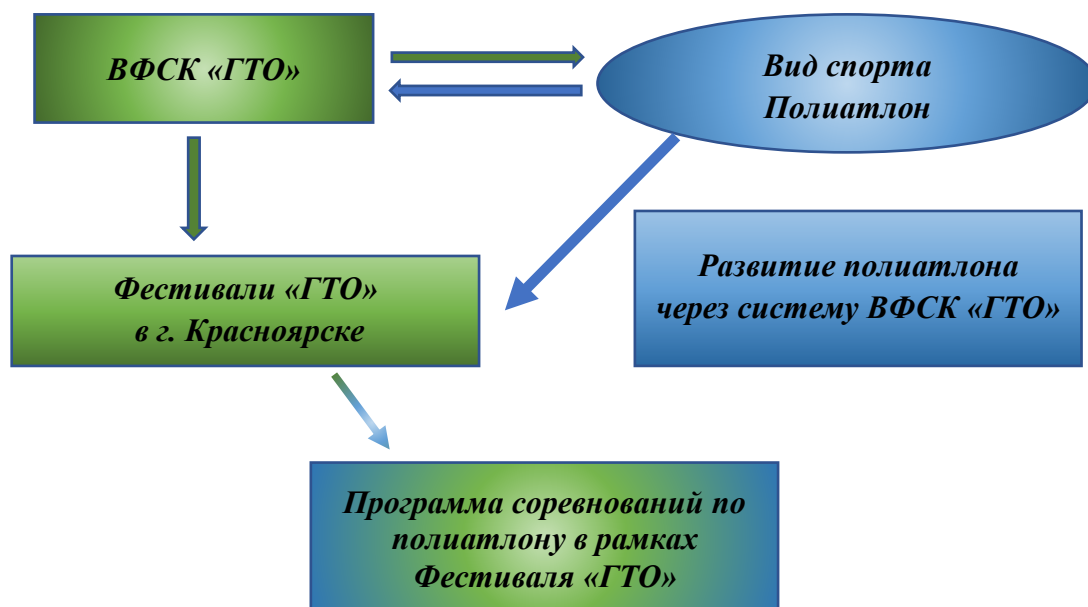 ВФСК «ГТО»
Вид спорта
Полиатлон
Фестивали «ГТО»
в г. Красноярске
Развитие полиатлона
через систему ВФСК «ГТО»
Программа соревнований по
полиатлону в рамках
Фестиваля «ГТО»